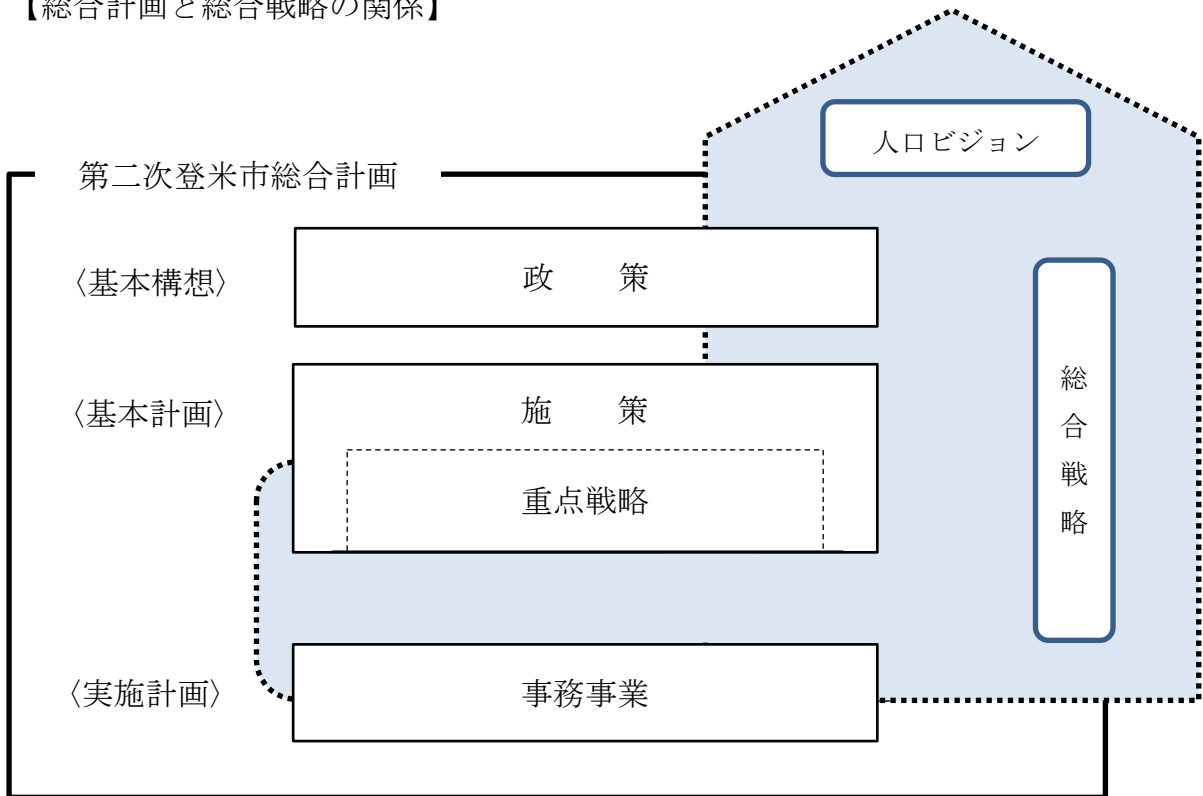 【総合計画と総合戦略の関係】
人口ビジョン
第二次登米市総合計画
〈基本構想〉
政　策
〈基本計画〉
施　策
重点戦略
総合戦略
〈実施計画〉
事務事業